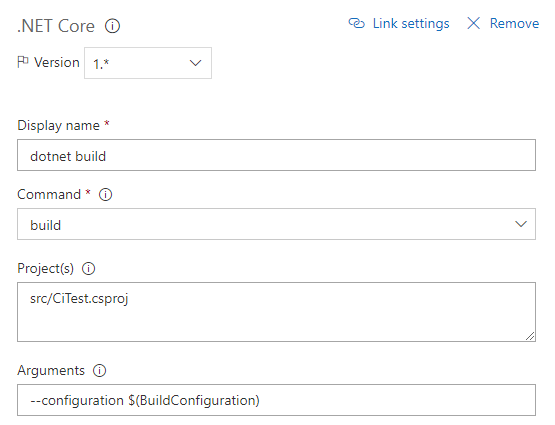 .NET Core
Link settings
Remove
Version 1.*
Display name *
dotnet build
Command *
build
Project(s)
src/CiTest.csproj
Arguments
--configuration $(BuildConfiguration)